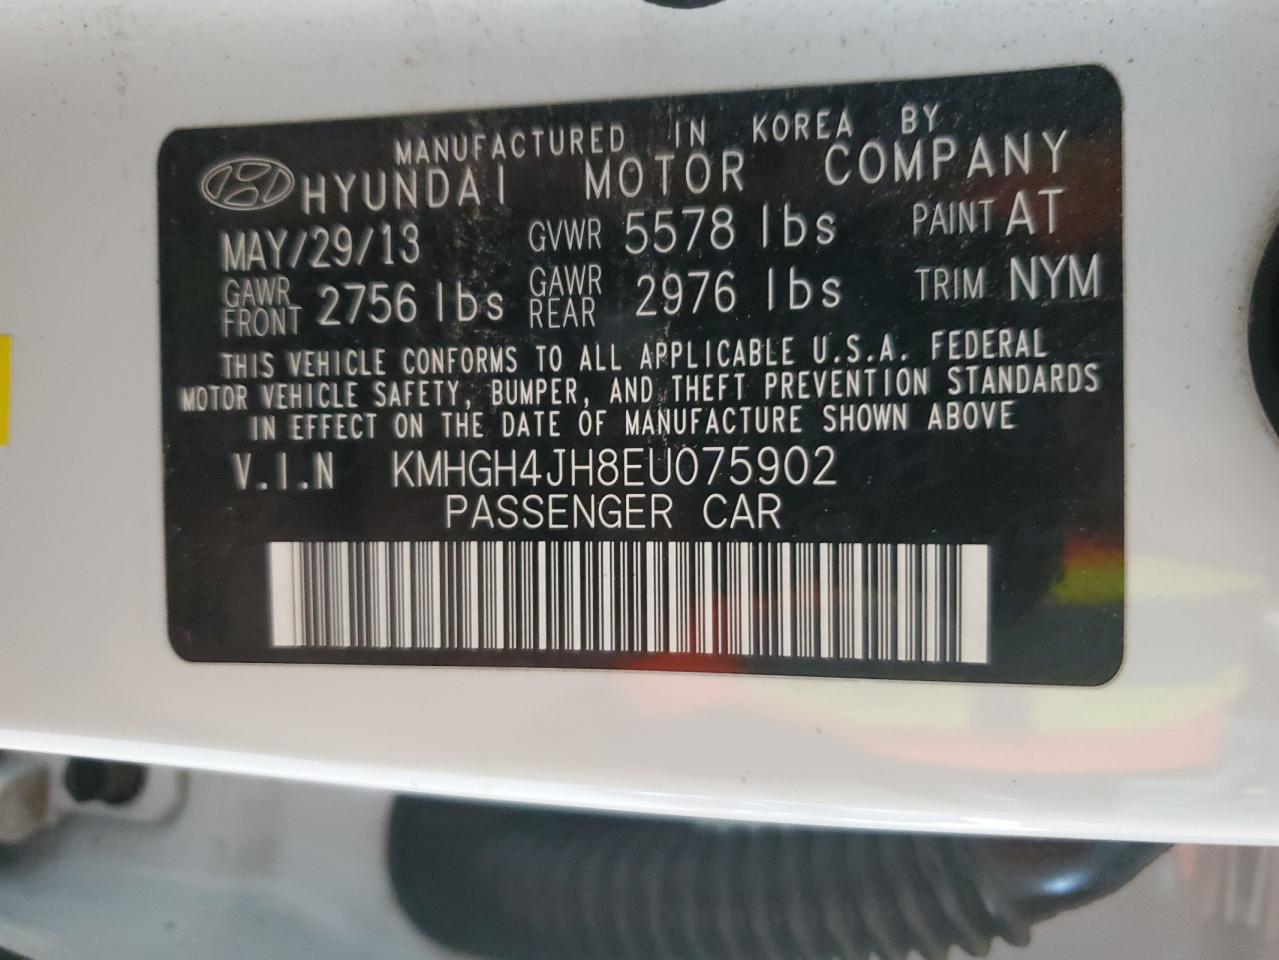 MANUFACTURED IN KOREA BY
HYUNDAI MOTOR COMPANY
MAY/29/13 GVWR 5578 lbs PAINT AT
GAWR FRONT 2756 lbs GAWR REAR 2976 lbs TRIM NYM
THIS VEHICLE CONFORMS TO ALL APPLICABLE U.S.A. FEDERAL
MOTOR VEHICLE SAFETY, BUMPER, AND THEFT PREVENTION STANDARDS
IN EFFECT ON THE DATE OF MANUFACTURE SHOWN ABOVE
V.I.N KMHGH4JH8EU075902
PASSENGER CAR